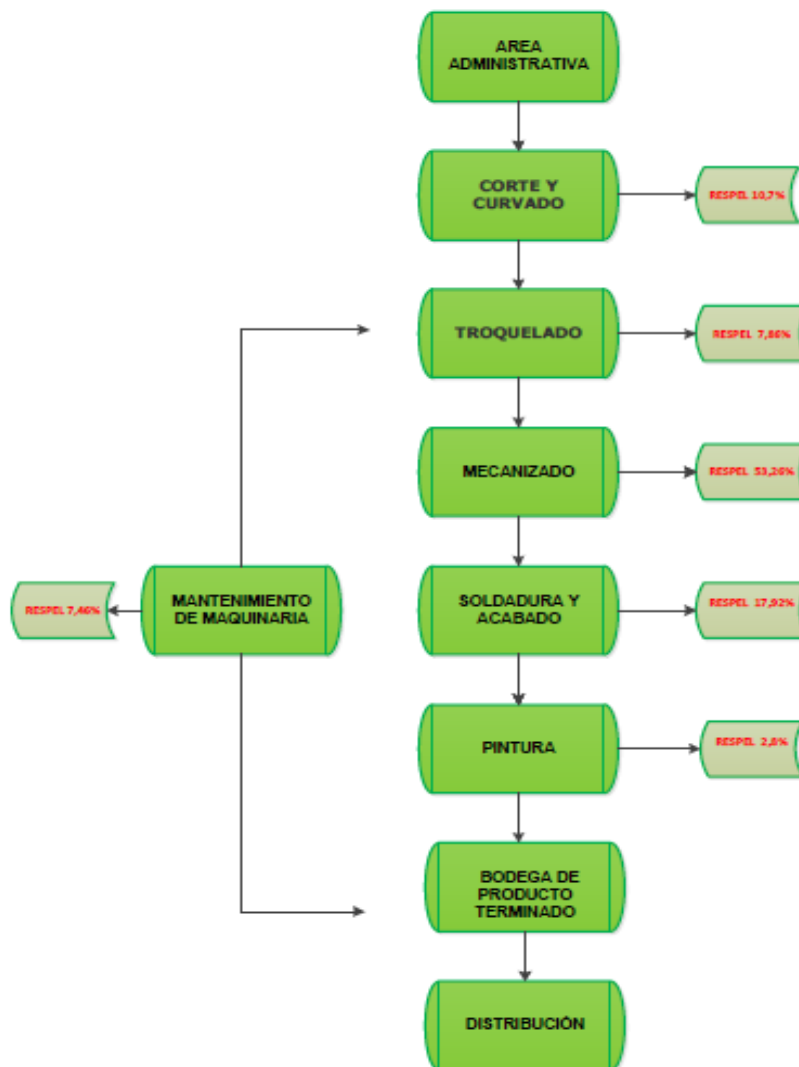 AREA
ADMINISTRATIVA
CORTE Y
CURVADO
RESPEL 10,7%
TROQUELADO
RESPEL 7,86%
MECANIZADO
RESPEL 53,26%
RESPEL 7,46%
MANTENIMIENTO
DE MAQUINARIA
SOLDADURA Y
ACABADO
RESPEL 17,92%
PINTURA
RESPEL 2,8%
BODEGA DE
PRODUCTO
TERMINADO
DISTRIBUCIÓN